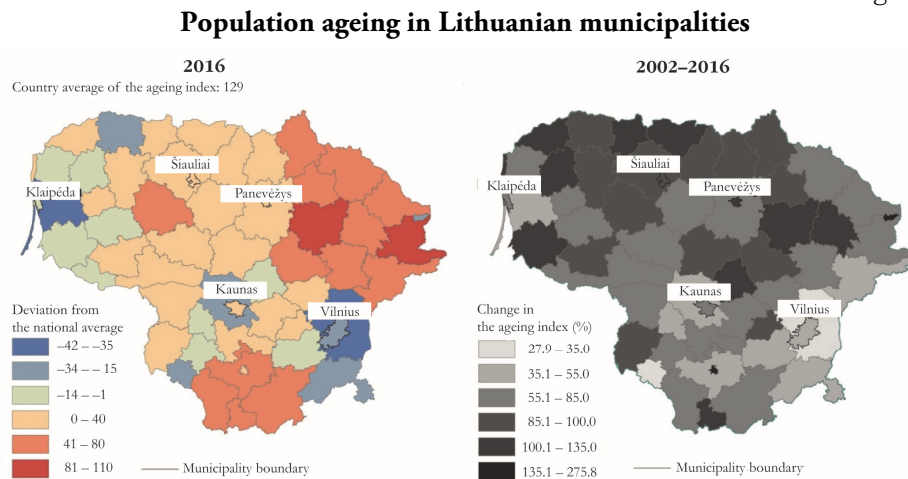 Population ageing in Lithuanian municipalities
2016
Country average of the ageing index: 129
Šiauliai
Klaipéda
Panevėžys
Kaunas
Vilnius
Deviation from
the national average
–42 – –35
–34 – – 15
–14 – –1
0 – 40
41 – 80
81 – 110
Municipality boundary
2002–2016
Šiauliai
Klaipéda
Panevėžys
Kaunas
Vilnius
Change in
the ageing index (%)
27.9 – 35.0
35.1 – 55.0
55.1 – 85.0
85.1 – 100.0
100.1 – 135.0
135.1 – 275.8
Municipality boundary